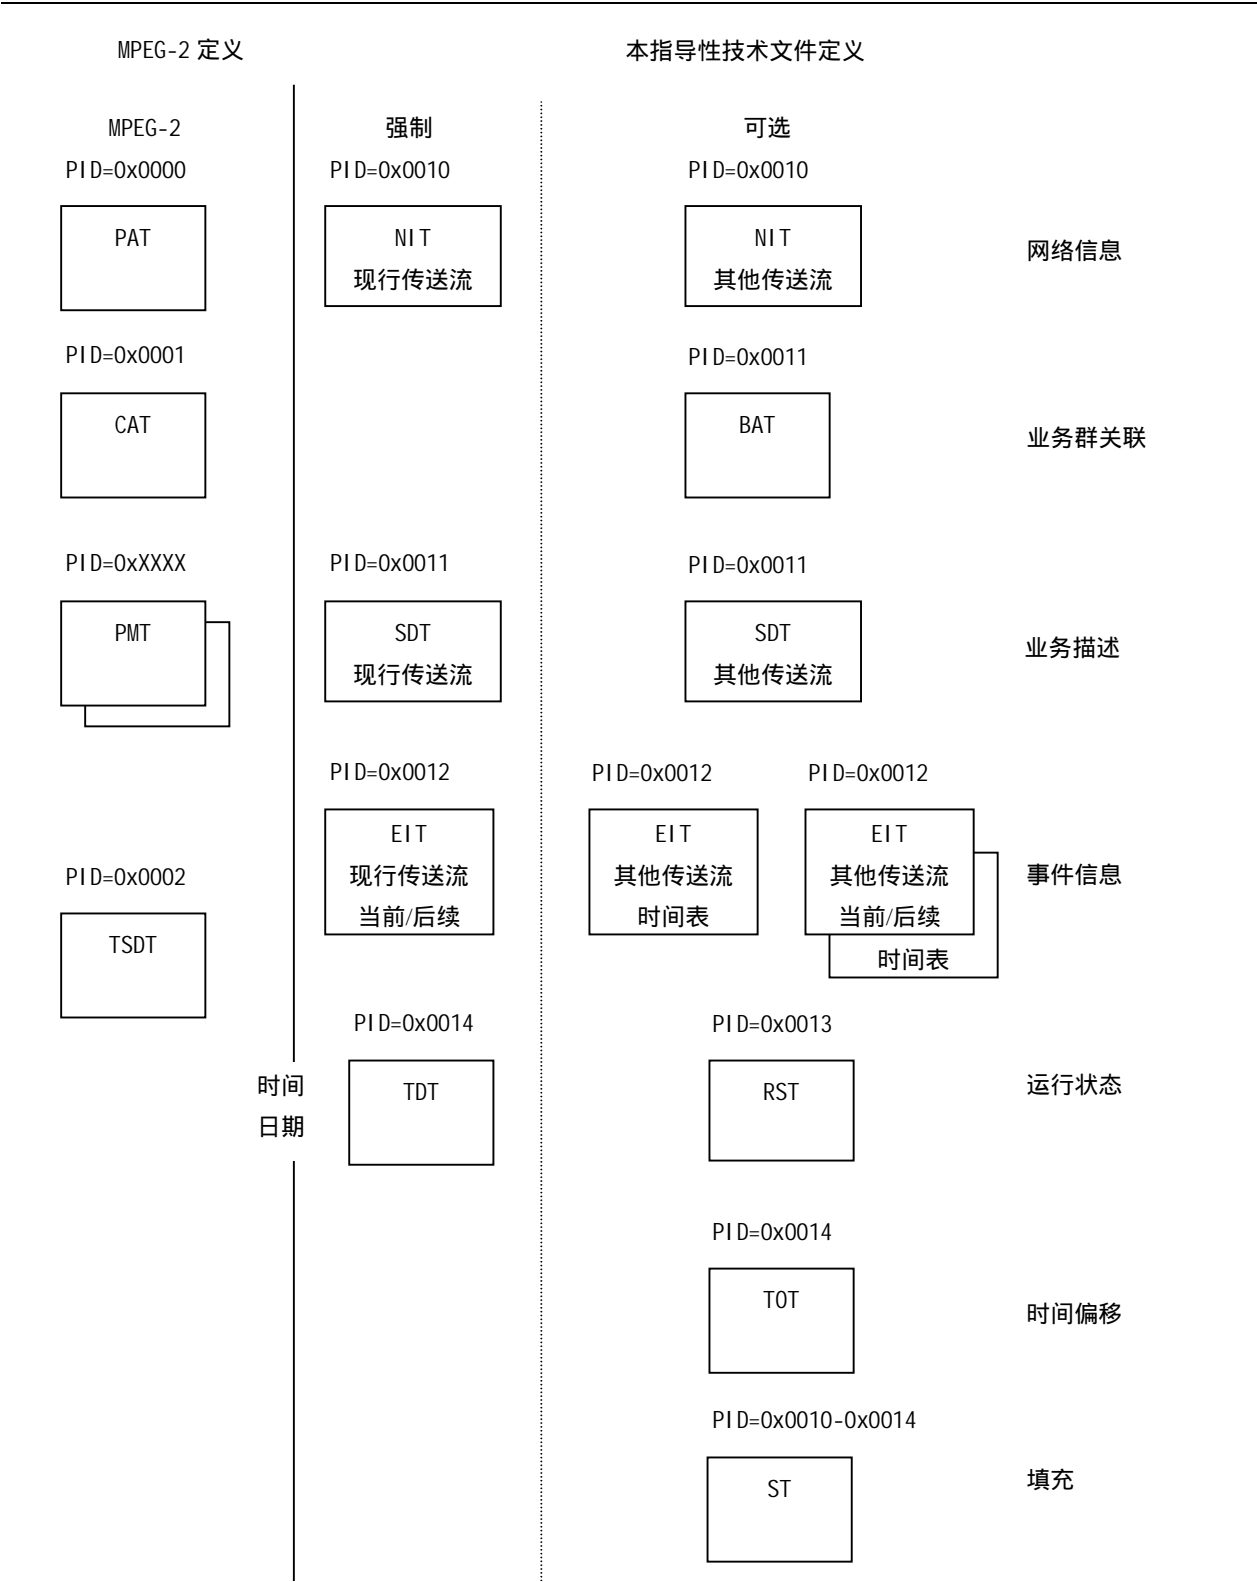 MPEG-2 定义
本指导性技术文件定义
MPEG-2
强制
可选
PID=0x0000
PID=0x0010
PID=0x0010
PAT
NIT
现行传送流
NIT
其他传送流
网络信息
PID=0x0001
PID=0x0011
CAT
BAT
业务群关联
PID=0xXXXX
PID=0x0011
PID=0x0011
PMT
SDT
现行传送流
SDT
其他传送流
业务描述
PID=0x0012
PID=0x0012
PID=0x0012
EIT
现行传送流
当前/后续
EIT
其他传送流
时间表
EIT
其他传送流
当前/后续
时间表
事件信息
PID=0x0002
TSDT
PID=0x0014
PID=0x0013
时间
日期
TDT
RST
运行状态
PID=0x0014
TOT
时间偏移
PID=0x0010-0x0014
ST
填充